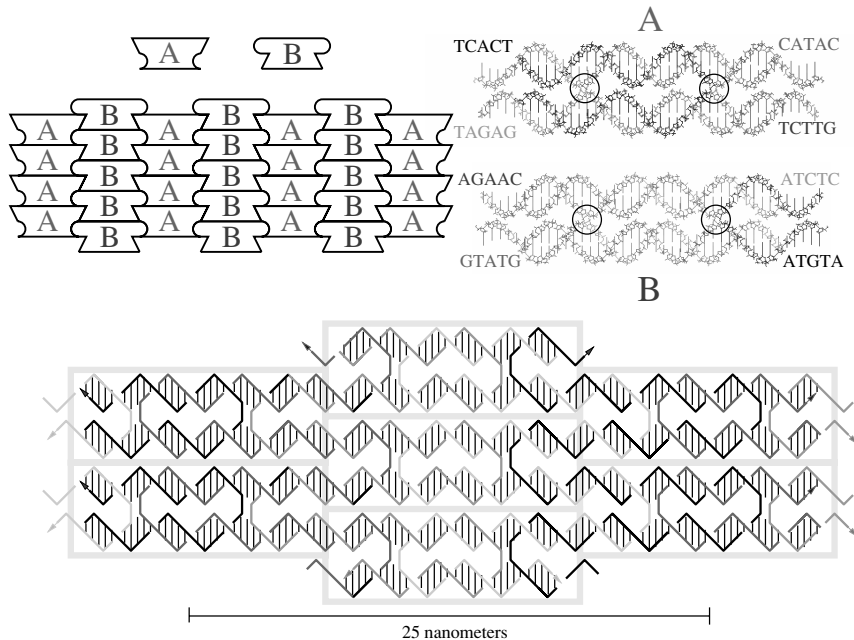 A B
B B B
A A A A
B B B
A A A A
B B B
A A A A
B B B
A A A A
B B B
A
TCACT CATAC
TAGAG TCTTG
AGAAC ATCTC
GTATG ATGTA
B
25 nanometers